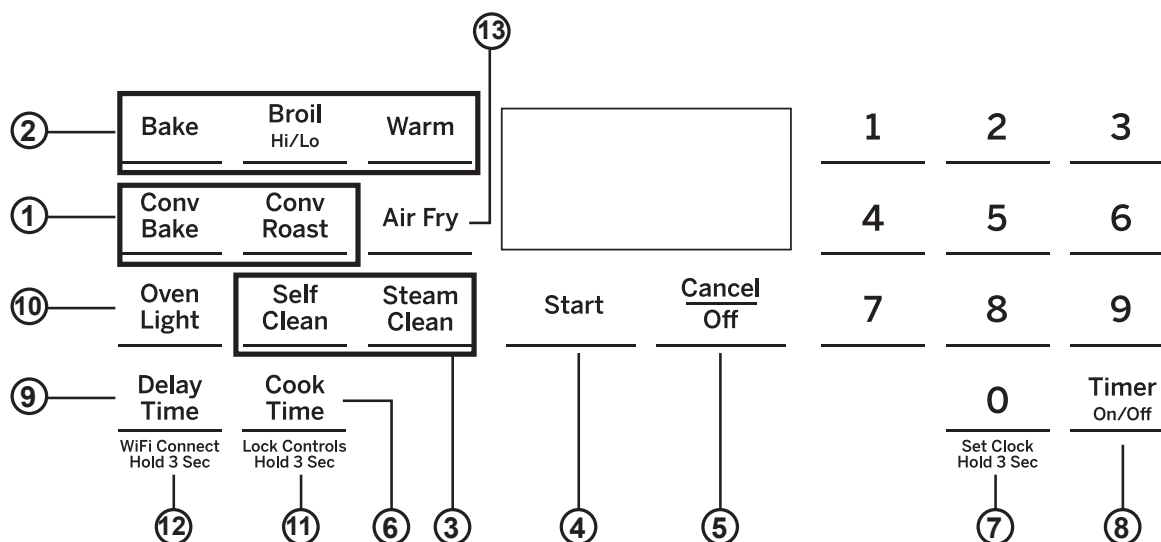 13
2
Bake
Broil
Hi/Lo
Warm
1
2
3
1
Conv
Bake
Conv
Roast
Air Fry
4
5
6
10
Oven
Light
Self
Clean
Steam
Clean
Start
Cancel
Off
7
8
9
9
Delay
Time
Cook
Time
0
Timer
On/Off
WiFi Connect
Hold 3 Sec
Lock Controls
Hold 3 Sec
Set Clock
Hold 3 Sec
12
11
6
3
4
5
7
8